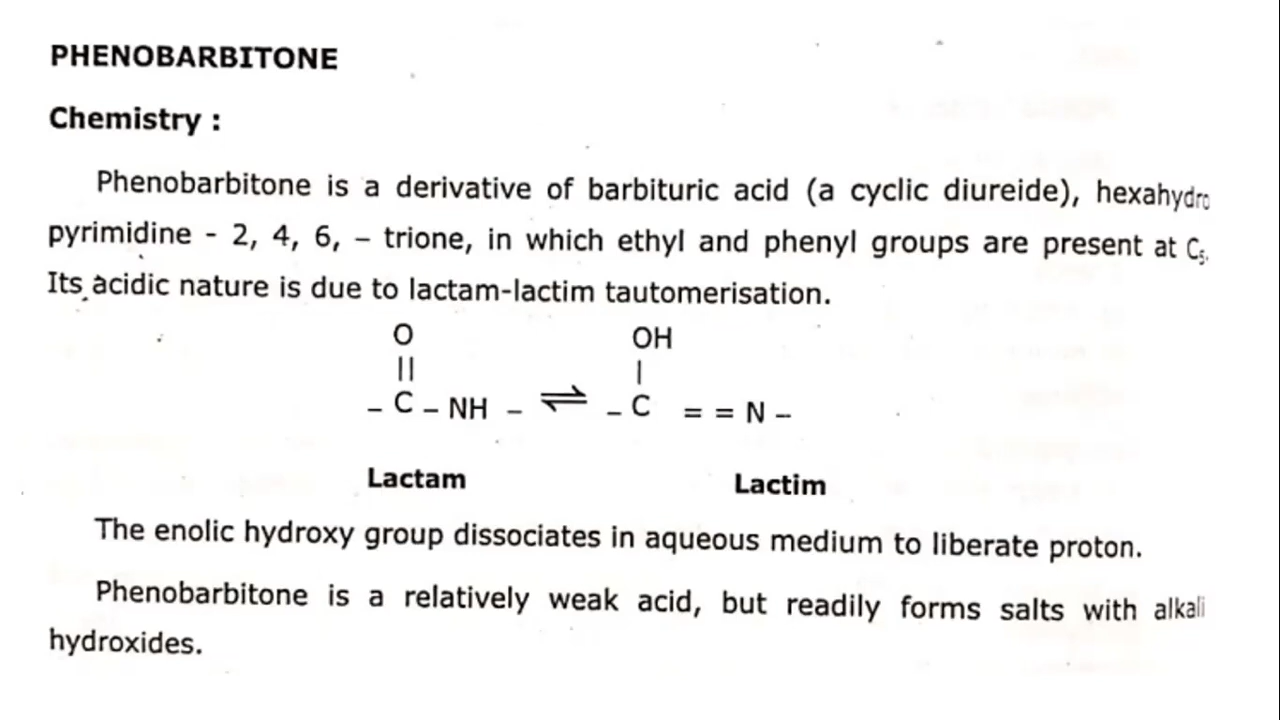 PHENOBARBITONE
Chemistry :
Phenobarbitone is a derivative of barbituric acid (a cyclic diureide), hexahydro
pyrimidine - 2, 4, 6, – trione, in which ethyl and phenyl groups are present at C₅.
Its acidic nature is due to lactam-lactim tautomerisation.
O OH
|| |
– C – NH – ⇌ – C = = N –
Lactam Lactim
The enolic hydroxy group dissociates in aqueous medium to liberate proton.
Phenobarbitone is a relatively weak acid, but readily forms salts with alkali
hydroxides.